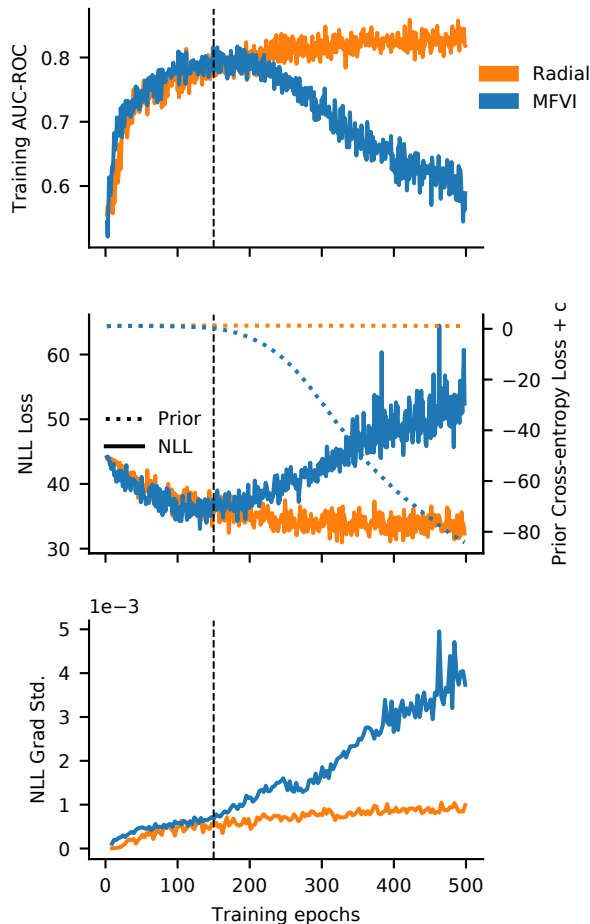 Training AUC-ROC
0.8
0.7
0.6
Radial
MFVI
NLL Loss
60
50
40
30
Prior
NLL
0
−20
−40
−60
−80
Prior Cross-entropy Loss + c
1e−3
NLL Grad Std.
5
4
3
2
1
0
0 100 200 300 400 500
Training epochs